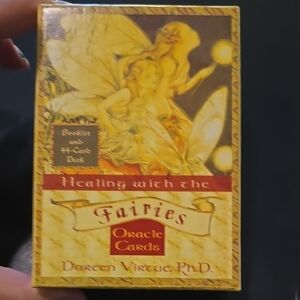 Booklet
and
44-Card
Deck
Healing with the
Fairies
Oracle
Cards
Doreen Virtue, Ph.D.